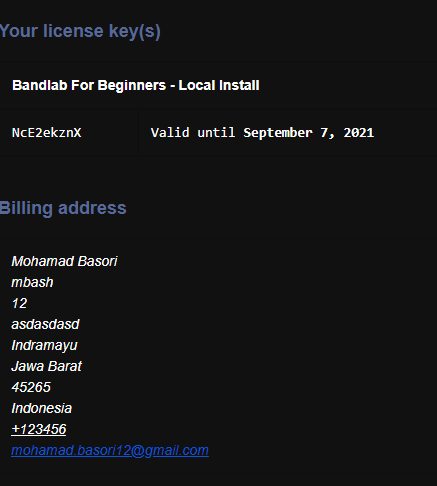 Your license key(s)
Bandlab For Beginners - Local Install
NcE2ekznX Valid until September 7, 2021
Billing address
Mohamad Basori
mbash
12
asdasdasd
Indramayu
Jawa Barat
45265
Indonesia
+123456
mohamad.basori12@gmail.com